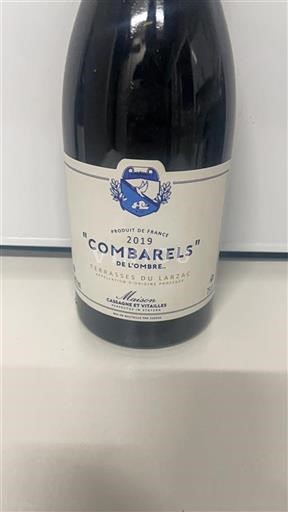 PRODUIT DE FRANCE
2019
"COMBARELS"
DE L'OMBRE...
TERRASSES DU LARZAC
APPELLATION D'ORIGINE PROTÉGÉE
Maison
CASSAGNE ET VITAILLES